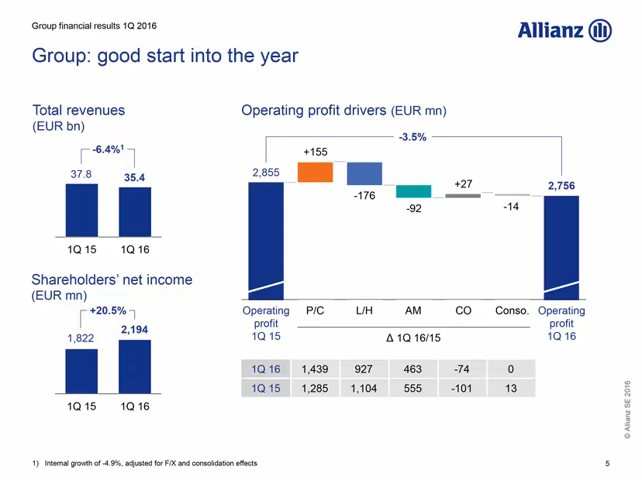 Group financial results 1Q 2016
Allianz
Group: good start into the year
Total revenues
(EUR bn)
-6.4%¹
37.8
35.4
1Q 15
1Q 16
Shareholders' net income
(EUR mn)
+20.5%
1,822
2,194
1Q 15
1Q 16
Operating profit drivers (EUR mn)
-3.5%
2,855
+155
-176
-92
+27
-14
2,756
Operating
profit
1Q 15
P/C
L/H
AM
CO
Conso.
Operating
profit
1Q 16
Δ 1Q 16/15
1Q 16 1,439 927 463 -74 0
1Q 15 1,285 1,104 555 -101 13
© Allianz SE 2016
1) Internal growth of -4.9%, adjusted for F/X and consolidation effects
5